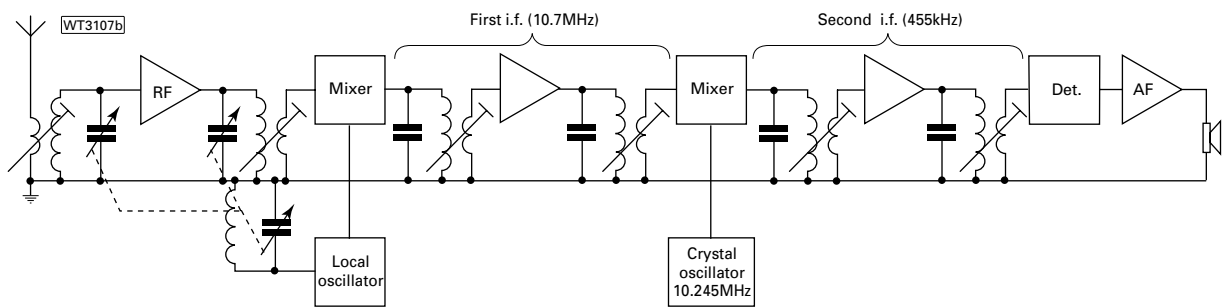 WT3107b
First i.f. (10.7MHz)
Second i.f. (455kHz)
RF
Mixer
Mixer
Det.
AF
Local
oscillator
Crystal
oscillator
10.245MHz